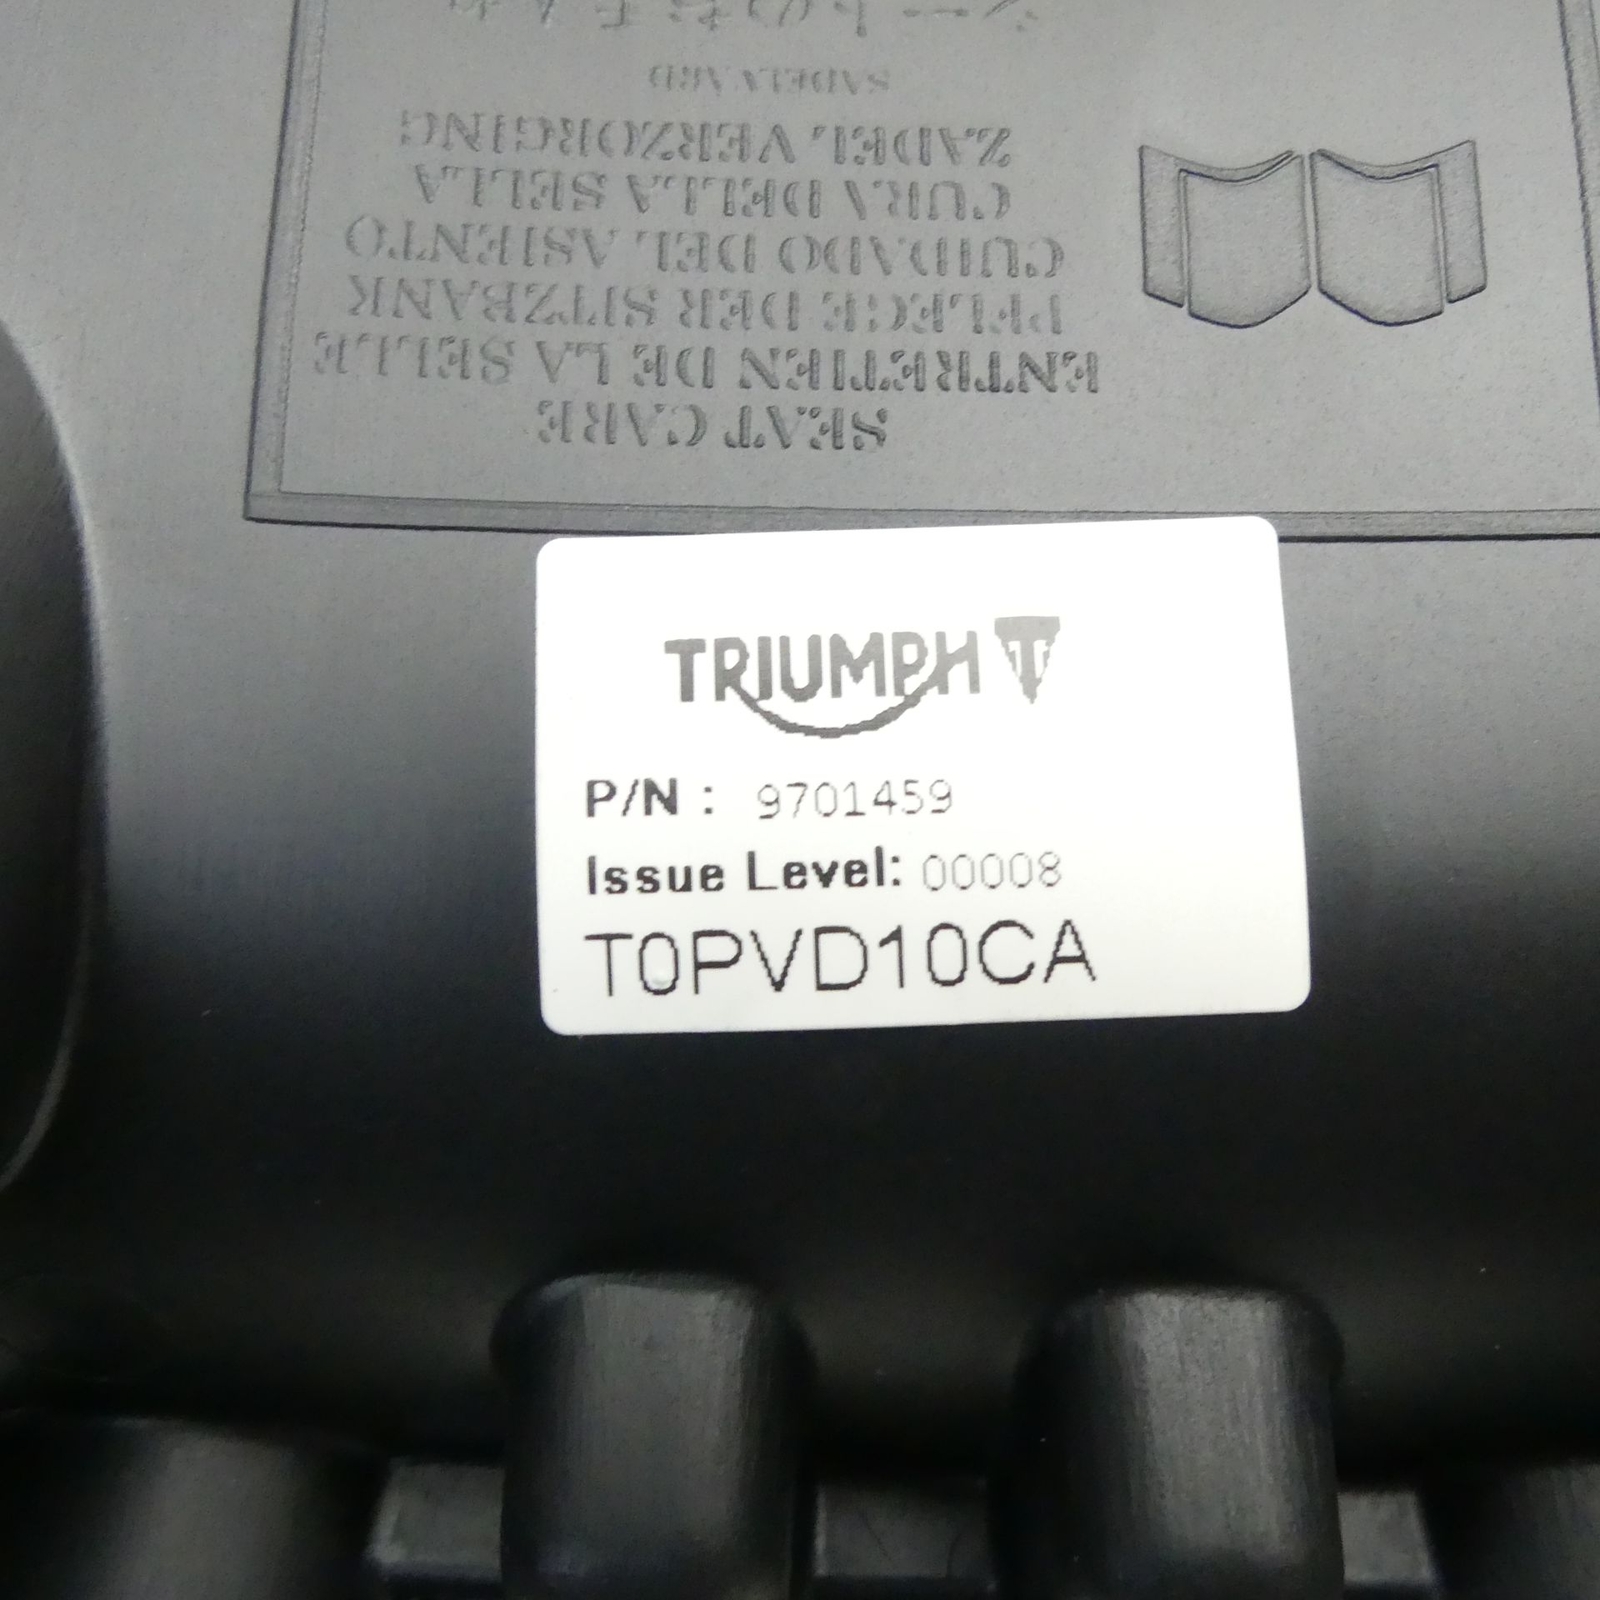 SEAT CARE
ENTRETIEN DE LA SELLE
PFLEGE DER SITZBANK
CUIDADO DEL ASIENTO
CURA DELLA SELLA
ZADEL VERZORGING
SADELVARD
TRIUMPH T
P/N : 9701459
Issue Level: 00008
T0PVD10CA